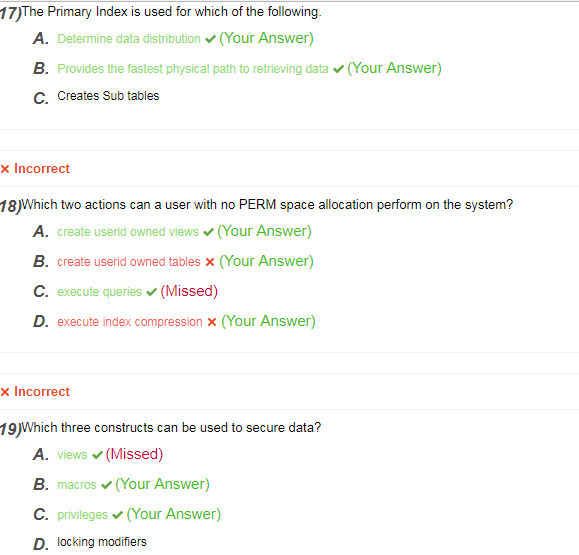 17)The Primary Index is used for which of the following.
A. Determine data distribution ✔ (Your Answer)
B. Provides the fastest physical path to retrieving data ✔ (Your Answer)
C. Creates Sub tables
✕ Incorrect
18)Which two actions can a user with no PERM space allocation perform on the system?
A. create userid owned views ✔ (Your Answer)
B. create userid owned tables ✕ (Your Answer)
C. execute queries ✔ (Missed)
D. execute index compression ✕ (Your Answer)
✕ Incorrect
19)Which three constructs can be used to secure data?
A. views ✔ (Missed)
B. macros ✔ (Your Answer)
C. privileges ✔ (Your Answer)
D. locking modifiers